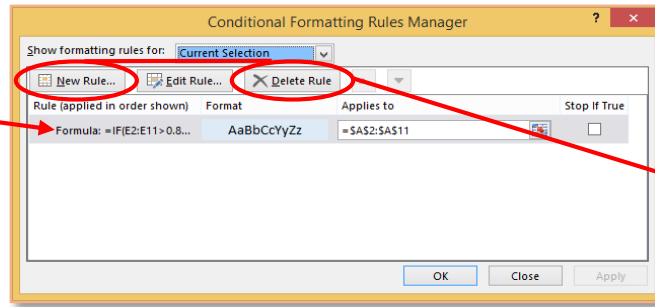 Conditional Formatting Rules Manager ? ×
Show formatting rules for: Current Selection
New Rule... Edit Rule... Delete Rule
Rule (applied in order shown) Format Applies to Stop If True
Formula: =IF(E2:E11>0.8... AaBbCcYyZz =$A$2:$A$11
OK Close Apply